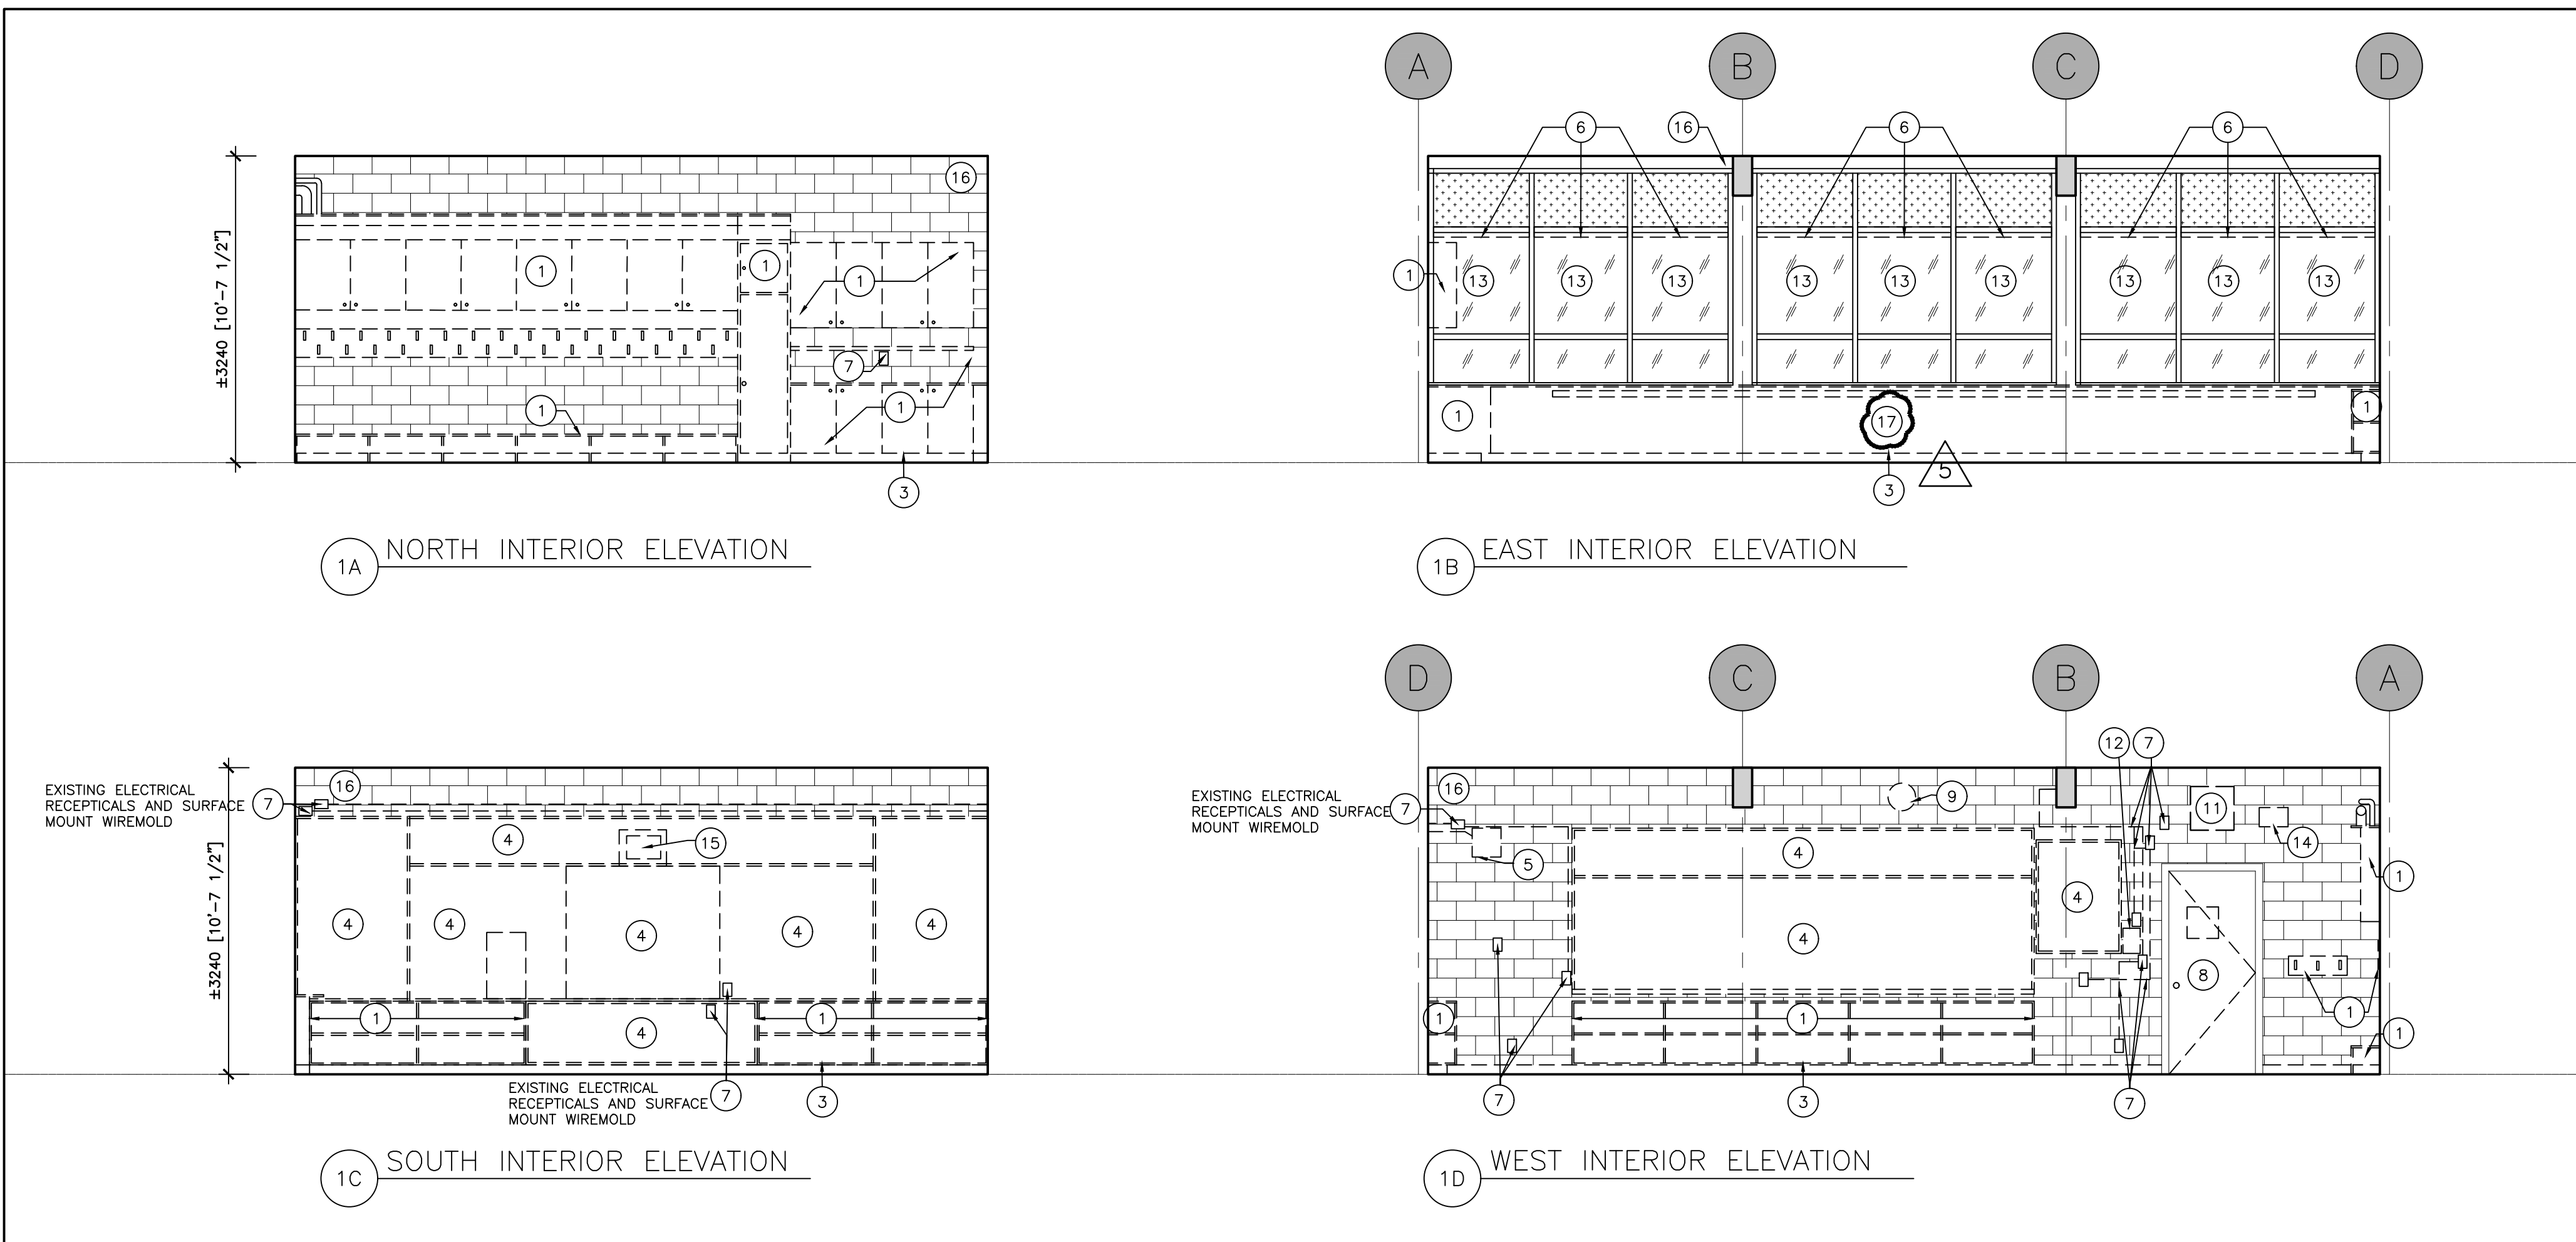 A
B
C
D
6
16
6
6
16
1
1
1
1
13
13
13
13
13
13
13
13
13
±3240 [10'-7 1/2"]
7
1
1
1
17
1
3
3
5
1A
NORTH INTERIOR ELEVATION
1B
EAST INTERIOR ELEVATION
D
C
B
A
12
7
EXISTING ELECTRICAL
RECEPTICALS AND SURFACE
MOUNT WIREMOLD
7
16
EXISTING ELECTRICAL
RECEPTICALS AND SURFACE
MOUNT WIREMOLD
7
16
9
11
14
4
15
5
4
1
±3240 [10'-7 1/2"]
4
4
4
4
4
4
4
8
1
4
1
1
1
1
1
EXISTING ELECTRICAL
RECEPTICALS AND SURFACE
MOUNT WIREMOLD
7
3
7
3
7
1C
SOUTH INTERIOR ELEVATION
1D
WEST INTERIOR ELEVATION